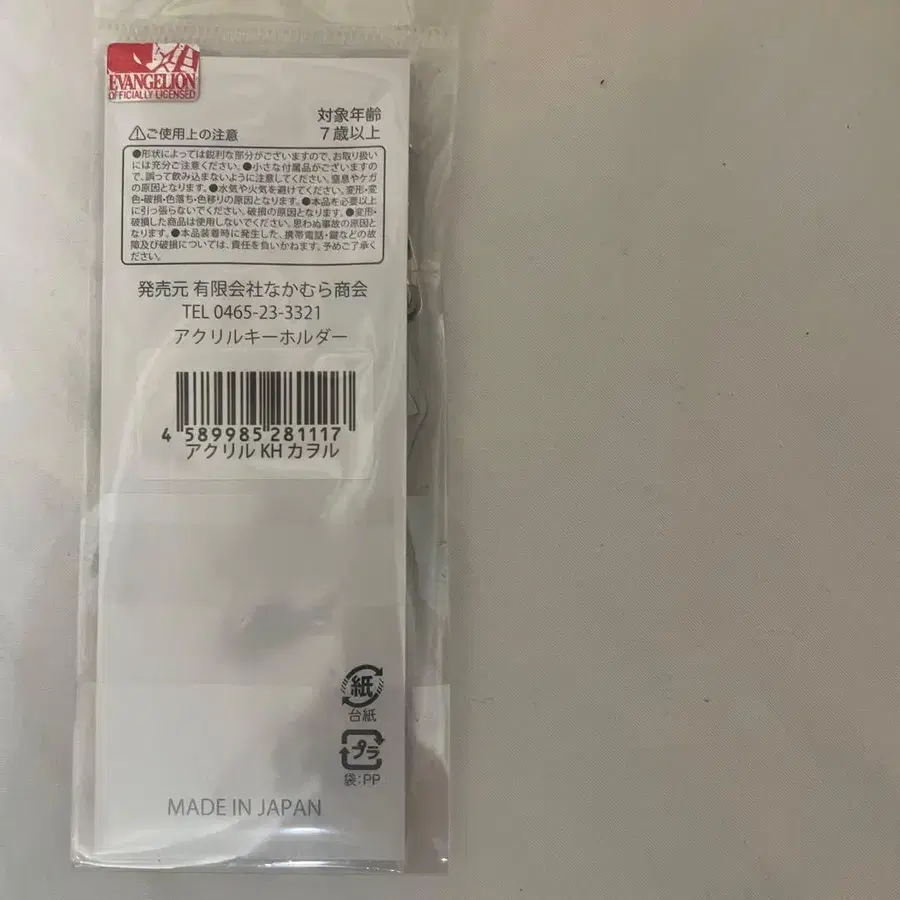 EVANGELION
OFFICIALLY LICENSED
対象年齢
7歳以上
⚠ご使用上の注意
●形状によっては鋭利な部分がございますので、お取り扱い
には充分ご注意ください。●小さな付属品がございますの
で、誤って飲み込まないように注意してください。窒息やケガ
の原因となります。●水気や火気を避けてください。変形・変
色・破損・色落ち・色移りの原因となります。●本品を必要以上
に引っ張らないでください。破損の原因となります。●変形・
破損した商品は使用しないでください。思わぬ事故の原因と
なります。●本品装着時に発生した、携帯電話・鍵などの故
障及び破損については、責任を負いかねます。予めご了承く
ださい。
発売元 有限会社なかむら商会
TEL 0465-23-3321
アクリルキーホルダー
4 589985 281117
アクリル KH カヲル
紙
台紙
プラ
袋:PP
MADE IN JAPAN